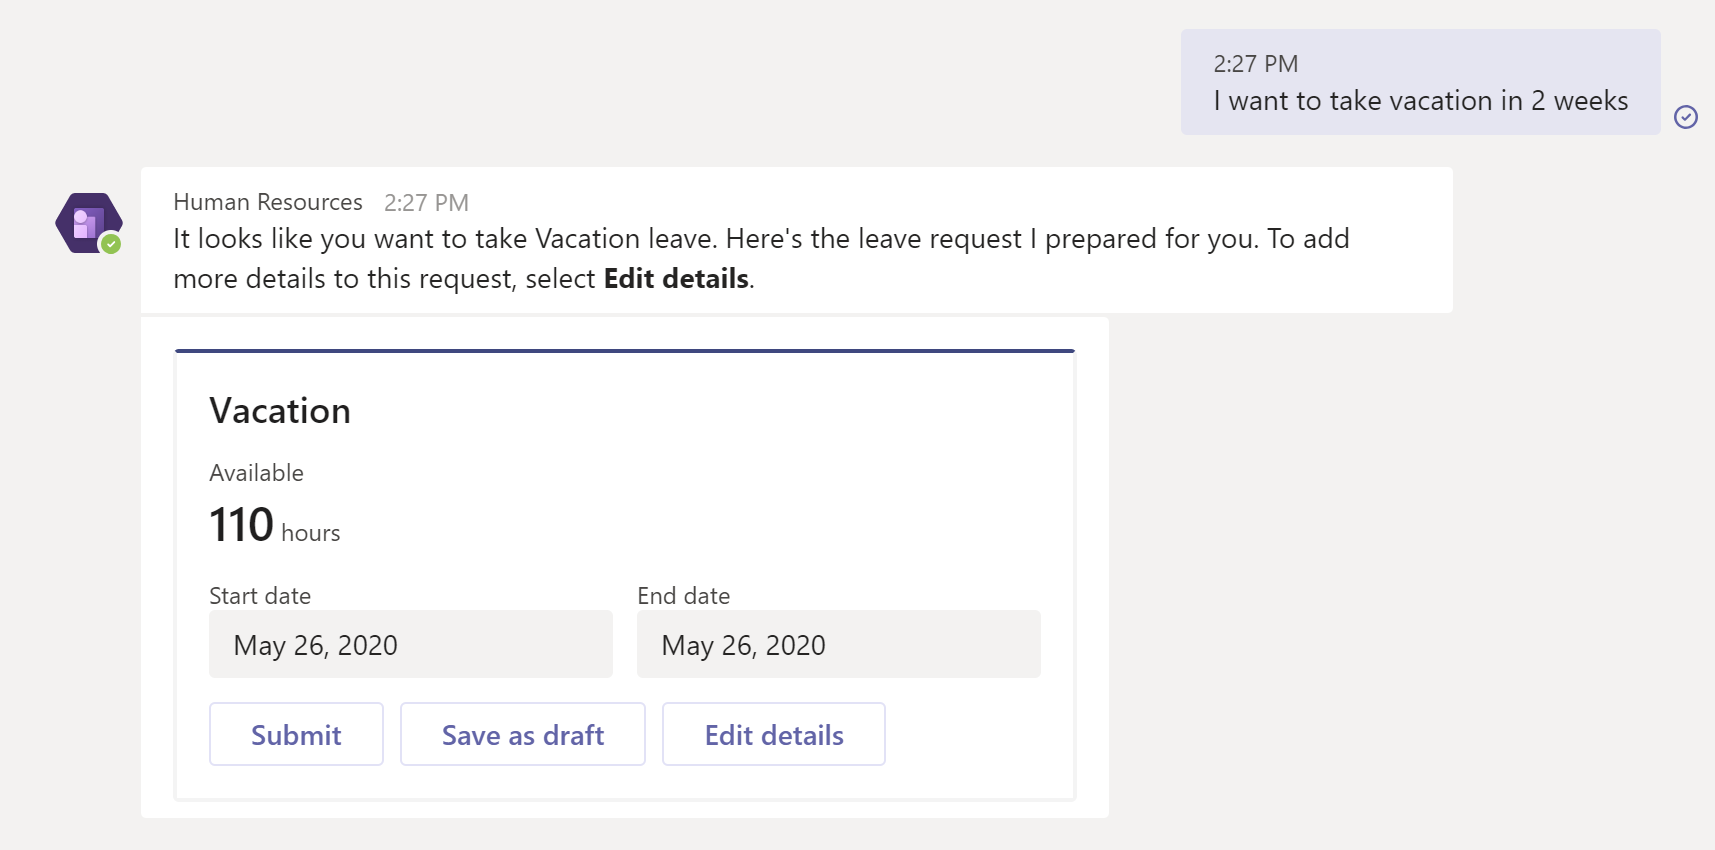 2:27 PM
I want to take vacation in 2 weeks
Human Resources 2:27 PM
It looks like you want to take Vacation leave. Here's the leave request I prepared for you. To add
more details to this request, select Edit details.
Vacation
Available
110 hours
Start date End date
May 26, 2020 May 26, 2020
Submit Save as draft Edit details